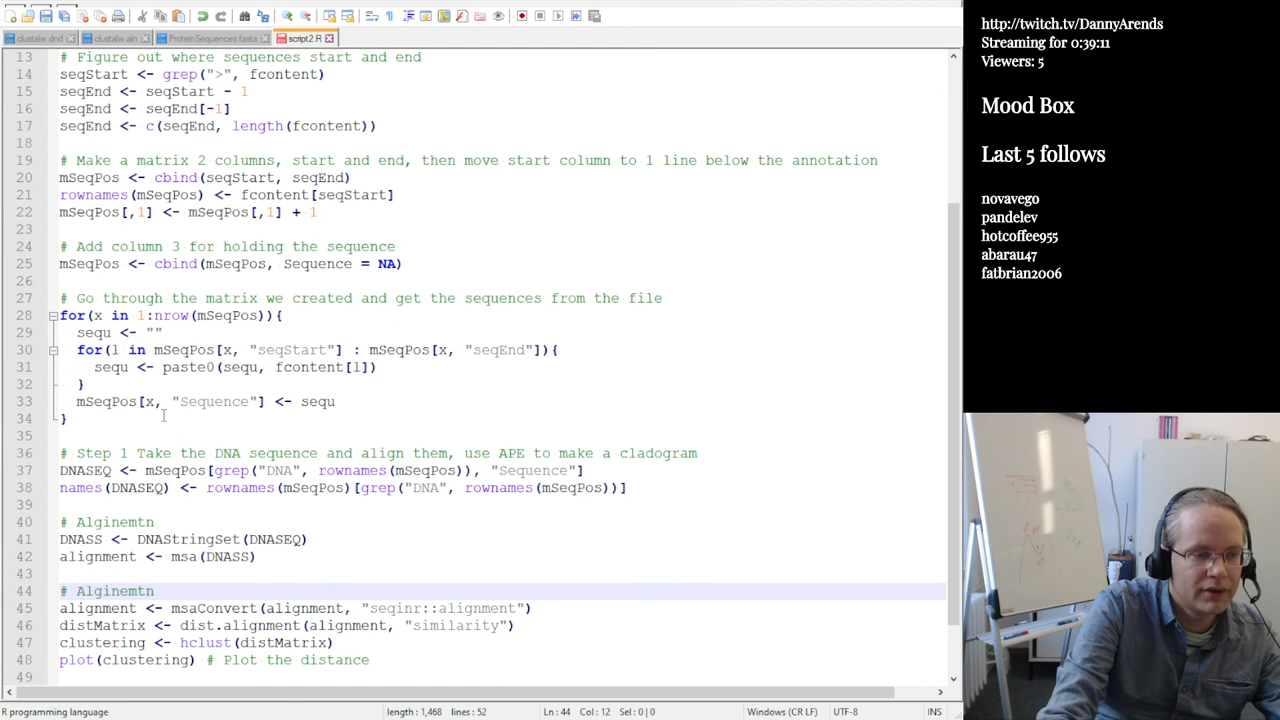 clustalw.dnd clustalw.aln ProteinSequences.fasta script2.R
13 # Figure out where sequences start and end
14 seqStart <- grep(">", fcontent)
15 seqEnd <- seqStart - 1
16 seqEnd <- seqEnd[-1]
17 seqEnd <- c(seqEnd, length(fcontent))
18
19 # Make a matrix 2 columns, start and end, then move start column to 1 line below the annotation
20 mSeqPos <- cbind(seqStart, seqEnd)
21 rownames(mSeqPos) <- fcontent[seqStart]
22 mSeqPos[,1] <- mSeqPos[,1] + 1
23
24 # Add column 3 for holding the sequence
25 mSeqPos <- cbind(mSeqPos, Sequence = NA)
26
27 # Go through the matrix we created and get the sequences from the file
28 for(x in 1:nrow(mSeqPos)){
29 sequ <- ""
30 for(l in mSeqPos[x, "seqStart"] : mSeqPos[x, "seqEnd"]){
31 sequ <- paste0(sequ, fcontent[l])
32 }
33 mSeqPos[x, "Sequence"] <- sequ
34 }
35
36 # Step 1 Take the DNA sequence and align them, use APE to make a cladogram
37 DNASEQ <- mSeqPos[grep("DNA", rownames(mSeqPos)), "Sequence"]
38 names(DNASEQ) <- rownames(mSeqPos)[grep("DNA", rownames(mSeqPos))]
39
40 # Alginemtn
41 DNASS <- DNAStringSet(DNASEQ)
42 alignment <- msa(DNASS)
43
44 # Alginemtn
45 alignment <- msaConvert(alignment, "seqinr::alignment")
46 distMatrix <- dist.alignment(alignment, "similarity")
47 clustering <- hclust(distMatrix)
48 plot(clustering) # Plot the distance
49
R programming language length : 1,468 lines : 52 Ln : 44 Col : 12 Sel : 0 | 0 Windows (CR LF) UTF-8 INS
http://twitch.tv/DannyArends
Streaming for 0:39:11
Viewers: 5
Mood Box
Last 5 follows
novavego
pandelev
hotcoffee955
abarau47
fatbrian2006